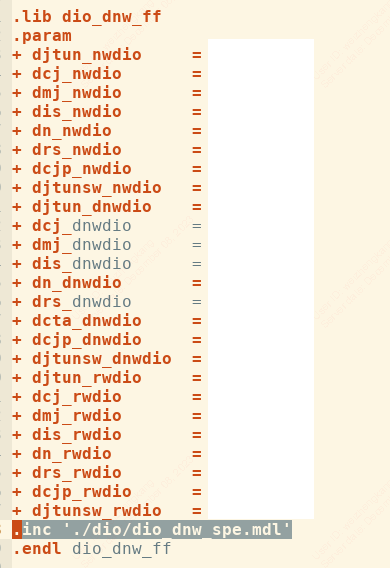 .lib dio_dnw_ff
.param
+ djtun_nwdio =
+ dcj_nwdio =
+ dmj_nwdio =
+ dis_nwdio =
+ dn_nwdio =
+ drs_nwdio =
+ dcjp_nwdio =
+ djtunsw_nwdio =
+ djtun_dnwdio =
+ dcj_dnwdio =
+ dmj_dnwdio =
+ dis_dnwdio =
+ dn_dnwdio =
+ drs_dnwdio =
+ dcta_dnwdio =
+ dcjp_dnwdio =
+ djtunsw_dnwdio =
+ djtun_rwdio =
+ dcj_rwdio =
+ dmj_rwdio =
+ dis_rwdio =
+ dn_rwdio =
+ drs_rwdio =
+ dcjp_rwdio =
+ djtunsw_rwdio =
.inc './dio/dio_dnw_spe.mdl'
.endl dio_dnw_ff